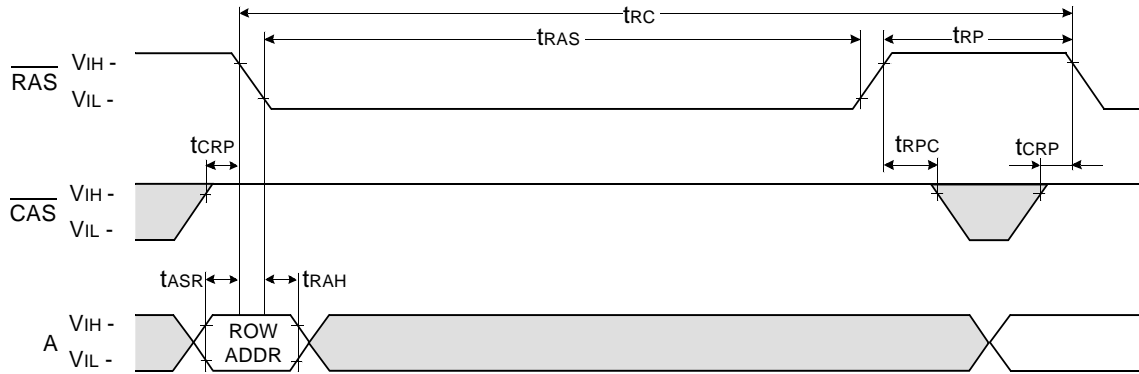 tRC
tRAS
tRP
RAS
VIH -
VIL -
tCRP
tRPC
tCRP
CAS
VIH -
VIL -
tASR
tRAH
A
VIH -
VIL -
ROW
ADDR